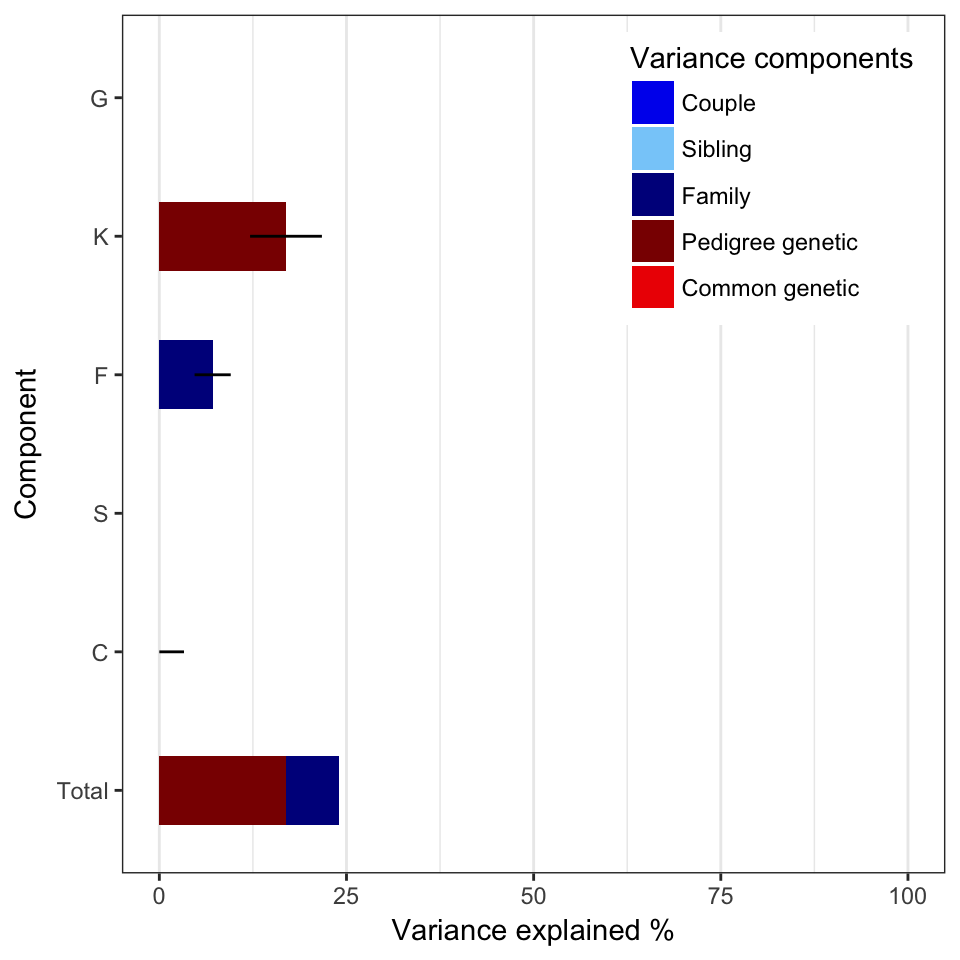 Variance components
Couple
Sibling
Family
Pedigree genetic
Common genetic
G
K
F
S
C
Total
Component
0 25 50 75 100
Variance explained %